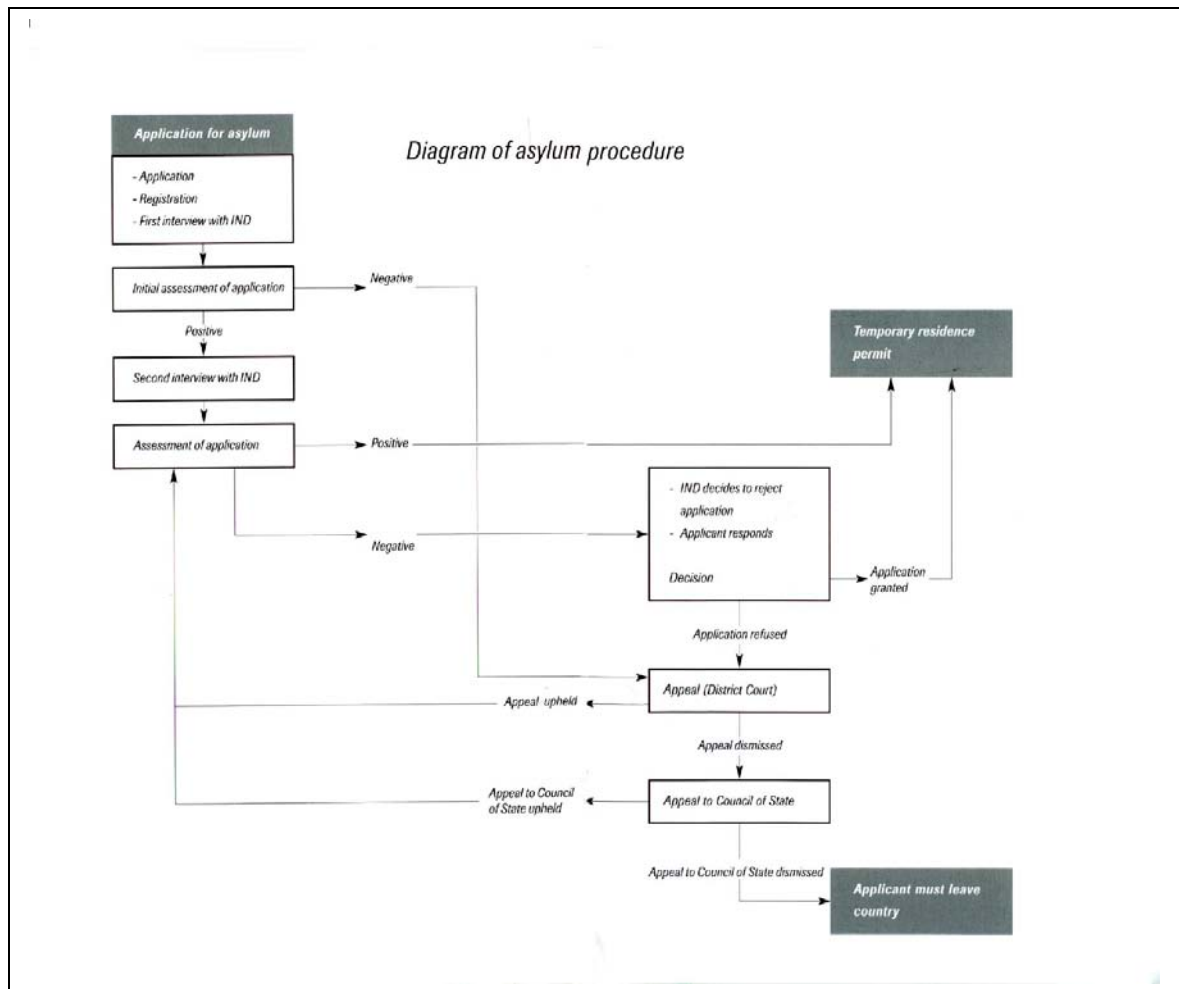 Application for asylum
Diagram of asylum procedure
- Application
- Registration
- First interview with IND
Initial assessment of application
Negative
Positive
Temporary residence
permit
Second interview with IND
Assessment of application
Positive
- IND decides to reject
application
- Applicant responds
Negative
Decision
Application
granted
Application refused
Appeal (District Court)
Appeal upheld
Appeal dismissed
Appeal to Council
of State upheld
Appeal to Council of State
Appeal to Council of State dismissed
Applicant must leave
country